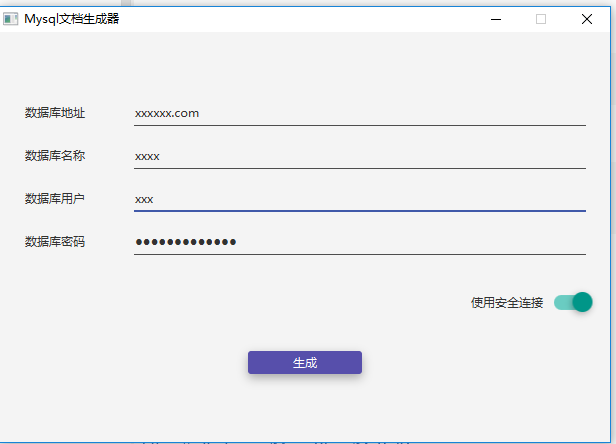 Mysql文档生成器
数据库地址 xxxxxx.com
数据库名称 xxxx
数据库用户 xxx
数据库密码 ●●●●●●●●●●●●●
使用安全连接
生成